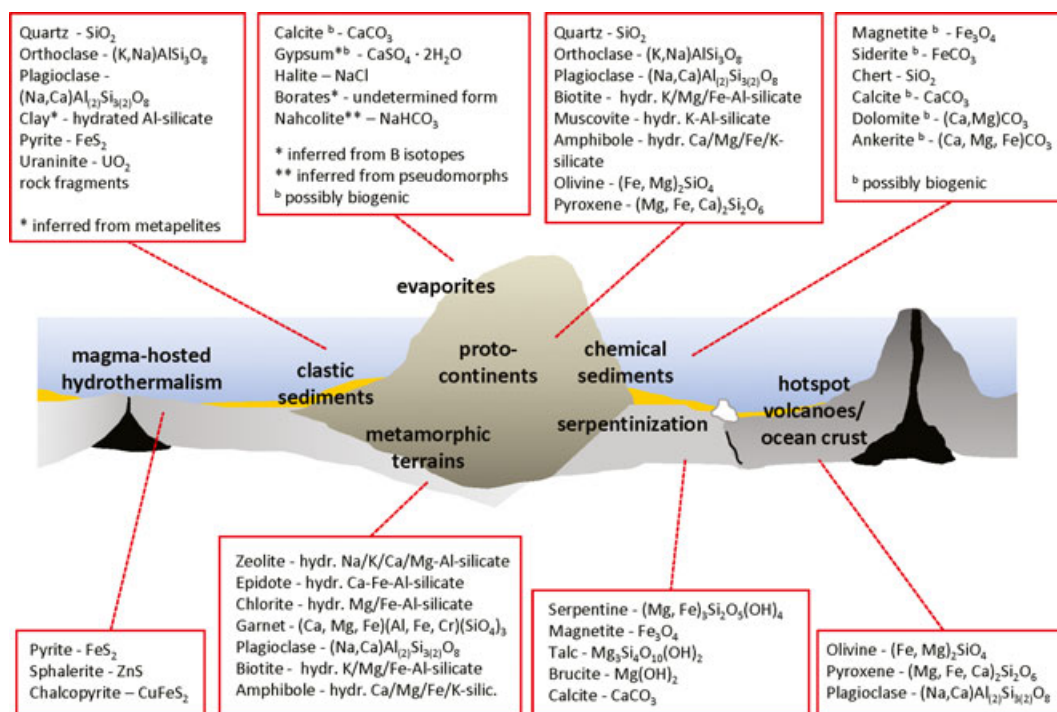 Quartz - SiO₂
Orthoclase - (K,Na)AlSi₃O₈
Plagioclase -
(Na,Ca)Al₍₂₎Si₃₍₂₎O₈
Clay* - hydrated Al-silicate
Pyrite - FeS₂
Uraninite - UO₂
rock fragments
* inferred from metapelites
Calcite ᵇ - CaCO₃
Gypsum*ᵇ - CaSO₄ · 2H₂O
Halite – NaCl
Borates* - undetermined form
Nahcolite** – NaHCO₃
* inferred from B isotopes
** inferred from pseudomorphs
ᵇ possibly biogenic
Quartz - SiO₂
Orthoclase - (K,Na)AlSi₃O₈
Plagioclase - (Na,Ca)Al₍₂₎Si₃₍₂₎O₈
Biotite - hydr. K/Mg/Fe-Al-silicate
Muscovite - hydr. K-Al-silicate
Amphibole - hydr. Ca/Mg/Fe/K-
silicate
Olivine - (Fe, Mg)₂SiO₄
Pyroxene - (Mg, Fe, Ca)₂Si₂O₆
Magnetite ᵇ - Fe₃O₄
Siderite ᵇ - FeCO₃
Chert - SiO₂
Calcite ᵇ - CaCO₃
Dolomite ᵇ - (Ca,Mg)CO₃
Ankerite ᵇ - (Ca, Mg, Fe)CO₃
ᵇ possibly biogenic
evaporites
magma-hosted
hydrothermalism
clastic
sediments
proto-
continents
chemical
sediments
metamorphic
terrains
serpentinization
hotspot
volcanoes/
ocean crust
Pyrite - FeS₂
Sphalerite - ZnS
Chalcopyrite – CuFeS₂
Zeolite - hydr. Na/K/Ca/Mg-Al-silicate
Epidote - hydr. Ca-Fe-Al-silicate
Chlorite - hydr. Mg/Fe-Al-silicate
Garnet - (Ca, Mg, Fe)(Al, Fe, Cr)(SiO₄)₃
Plagioclase - (Na,Ca)Al₍₂₎Si₃₍₂₎O₈
Biotite - hydr. K/Mg/Fe-Al-silicate
Amphibole - hydr. Ca/Mg/Fe/K-silic.
Serpentine - (Mg, Fe)₃Si₂O₅(OH)₄
Magnetite - Fe₃O₄
Talc - Mg₃Si₄O₁₀(OH)₂
Brucite - Mg(OH)₂
Calcite - CaCO₃
Olivine - (Fe, Mg)₂SiO₄
Pyroxene - (Mg, Fe, Ca)₂Si₂O₆
Plagioclase - (Na,Ca)Al₍₂₎Si₃₍₂₎O₈